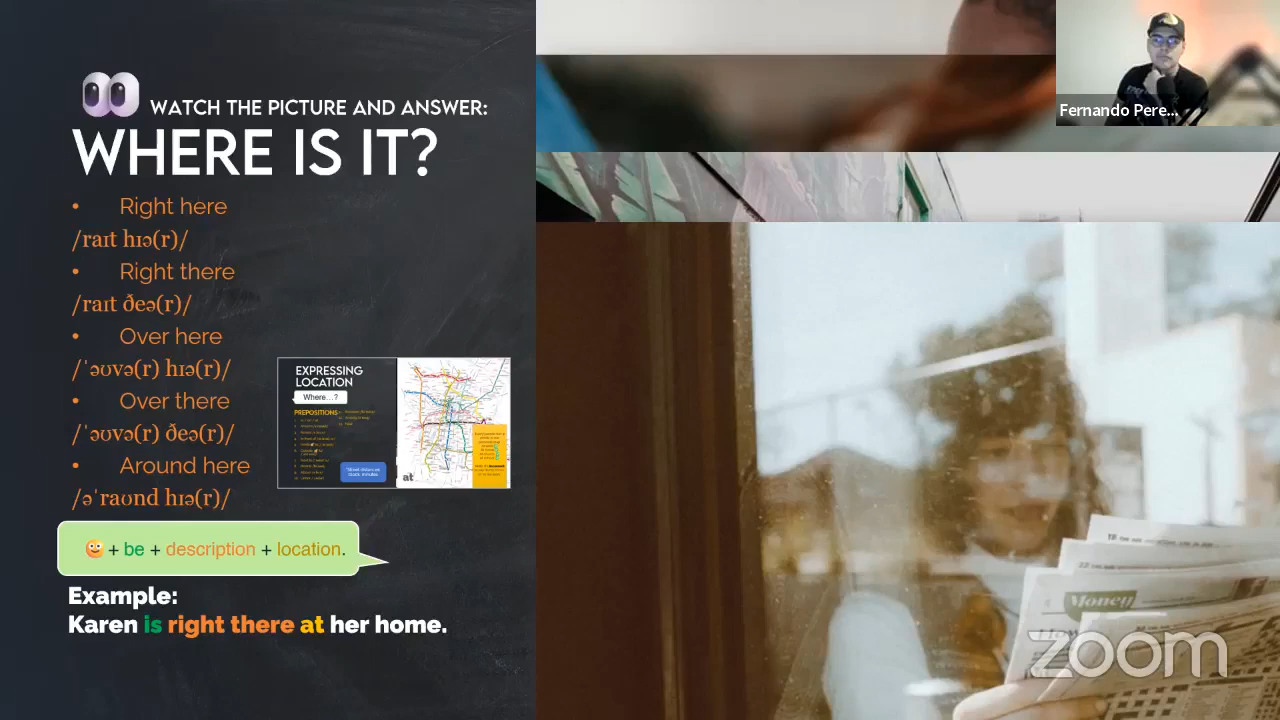 WATCH THE PICTURE AND ANSWER:
WHERE IS IT?
• Right here
/raɪt hɪə(r)/
• Right there
/raɪt ðeə(r)/
• Over here
/ˈəʊvə(r) hɪə(r)/
• Over there
/ˈəʊvə(r) ðeə(r)/
• Around here
/əˈraʊnd hɪə(r)/
EXPRESSING
LOCATION
Where...?
PREPOSITIONS
at
+ be + description + location.
Example:
Karen is right there at her home.
Fernando Pere...
Money
zoom